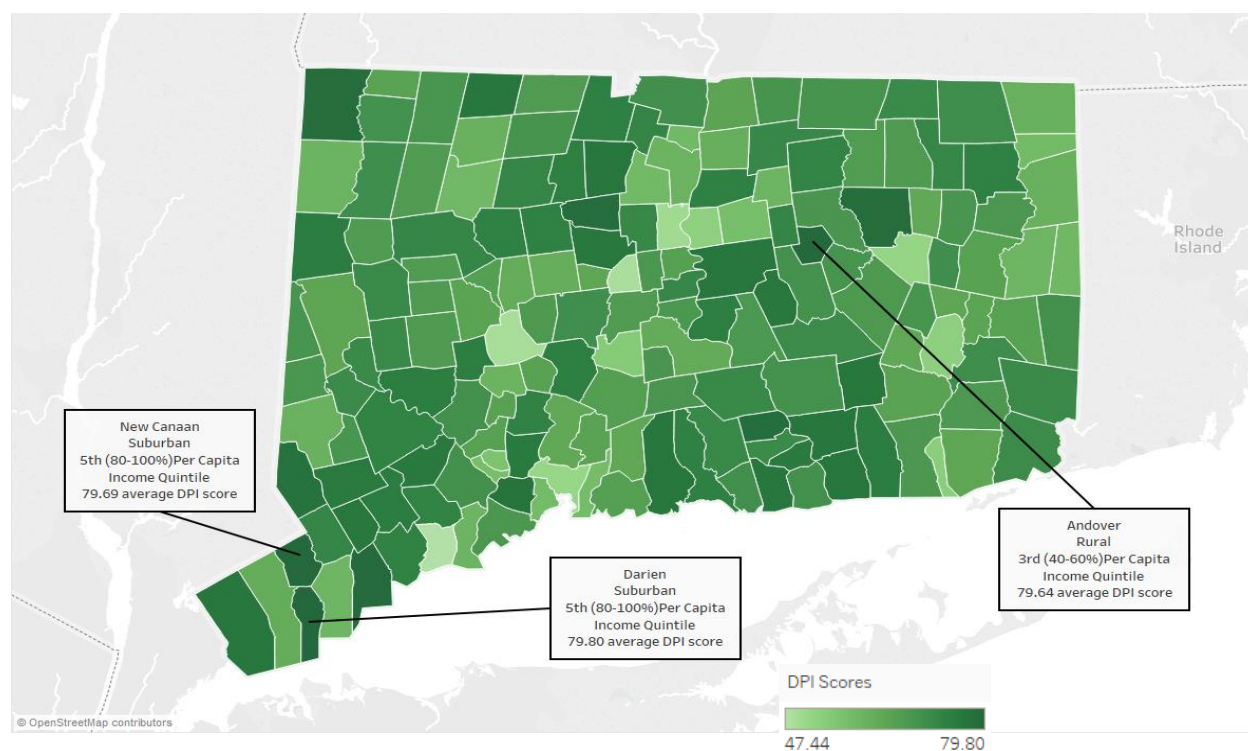 Rhode
Island
New Canaan
Suburban
5th (80-100%)Per Capita
Income Quintile
79.69 average DPI score
Andover
Rural
3rd (40-60%)Per Capita
Income Quintile
79.64 average DPI score
Darien
Suburban
5th (80-100%)Per Capita
Income Quintile
79.80 average DPI score
DPI Scores
47.44 79.80
© OpenStreetMap contributors